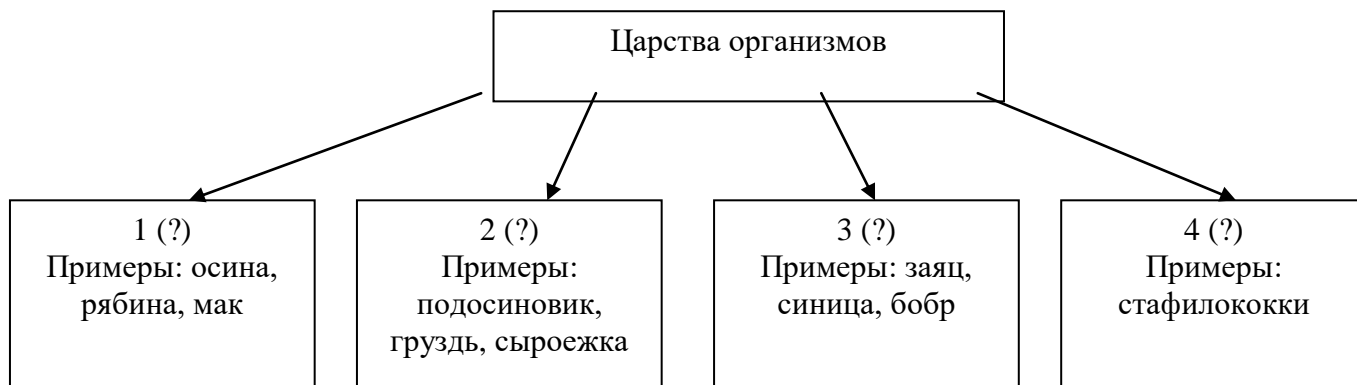 Царства организмов
1 (?)
Примеры: осина,
рябина, мак
2 (?)
Примеры:
подосиновик,
груздь, сыроежка
3 (?)
Примеры: заяц,
синица, бобр
4 (?)
Примеры:
стафилококки